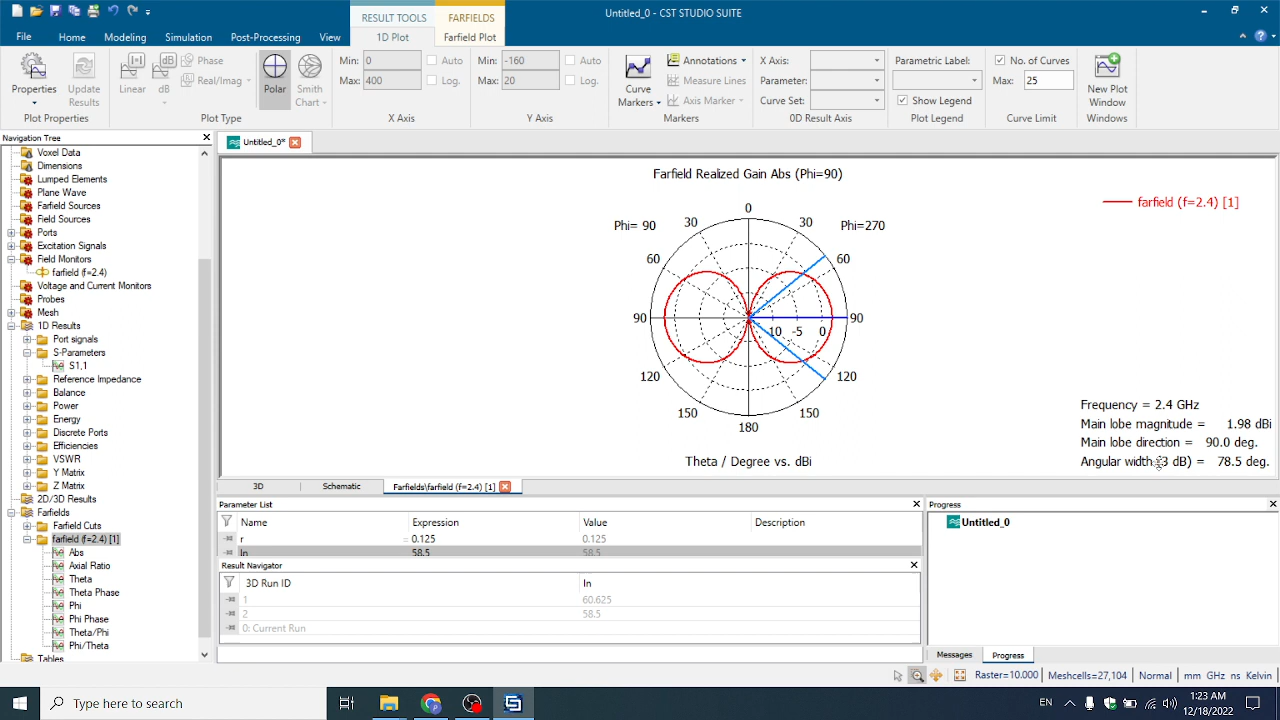 Untitled_0 - CST STUDIO SUITE
RESULT TOOLS FARFIELDS
File Home Modeling Simulation Post-Processing View 1D Plot Farfield Plot
Properties Update Results
Plot Properties
Linear dB Phase Real/Imag Polar Smith Chart
Plot Type
Min: 0 Auto
Max: 400 Log.
X Axis
Min: -160 Auto
Max: 20 Log.
Y Axis
Curve Markers Annotations
Measure Lines
Axis Marker
Markers
X Axis:
Parameter:
Curve Set:
0D Result Axis
Parametric Label:
Show Legend
Plot Legend
No. of Curves
Max: 25
Curve Limit
New Plot Window
Windows
Navigation Tree
Voxel Data
Dimensions
Lumped Elements
Plane Wave
Farfield Sources
Field Sources
Ports
Excitation Signals
Field Monitors
farfield (f=2.4)
Voltage and Current Monitors
Probes
Mesh
1D Results
Port signals
S-Parameters
S1,1
Reference Impedance
Balance
Power
Energy
Discrete Ports
Efficiencies
VSWR
Y Matrix
Z Matrix
2D/3D Results
Farfields
Farfield Cuts
farfield (f=2.4) [1]
Abs
Axial Ratio
Theta
Theta Phase
Phi
Phi Phase
Theta/Phi
Phi/Theta
Tables
Untitled_0*
Farfield Realized Gain Abs (Phi=90)
farfield (f=2.4) [1]
0
Phi= 90 30 30 Phi=270
60 60
90 -10 -5 0 90
120 120
150 150
180
Theta / Degree vs. dBi
Frequency = 2.4 GHz
Main lobe magnitude = 1.98 dBi
Main lobe direction = 90.0 deg.
Angular width (3 dB) = 78.5 deg.
3D Schematic Farfields\farfield (f=2.4) [1]
Parameter List
Name Expression Value Description
r = 0.125 0.125
ln 58.5 58.5
Result Navigator
3D Run ID ln
1 60.625
2 58.5
0: Current Run
Progress
Untitled_0
Messages Progress
Raster=10.000 Meshcells=27,104 Normal mm GHz ns Kelvin
Type here to search
EN 1:23 AM
12/18/2022